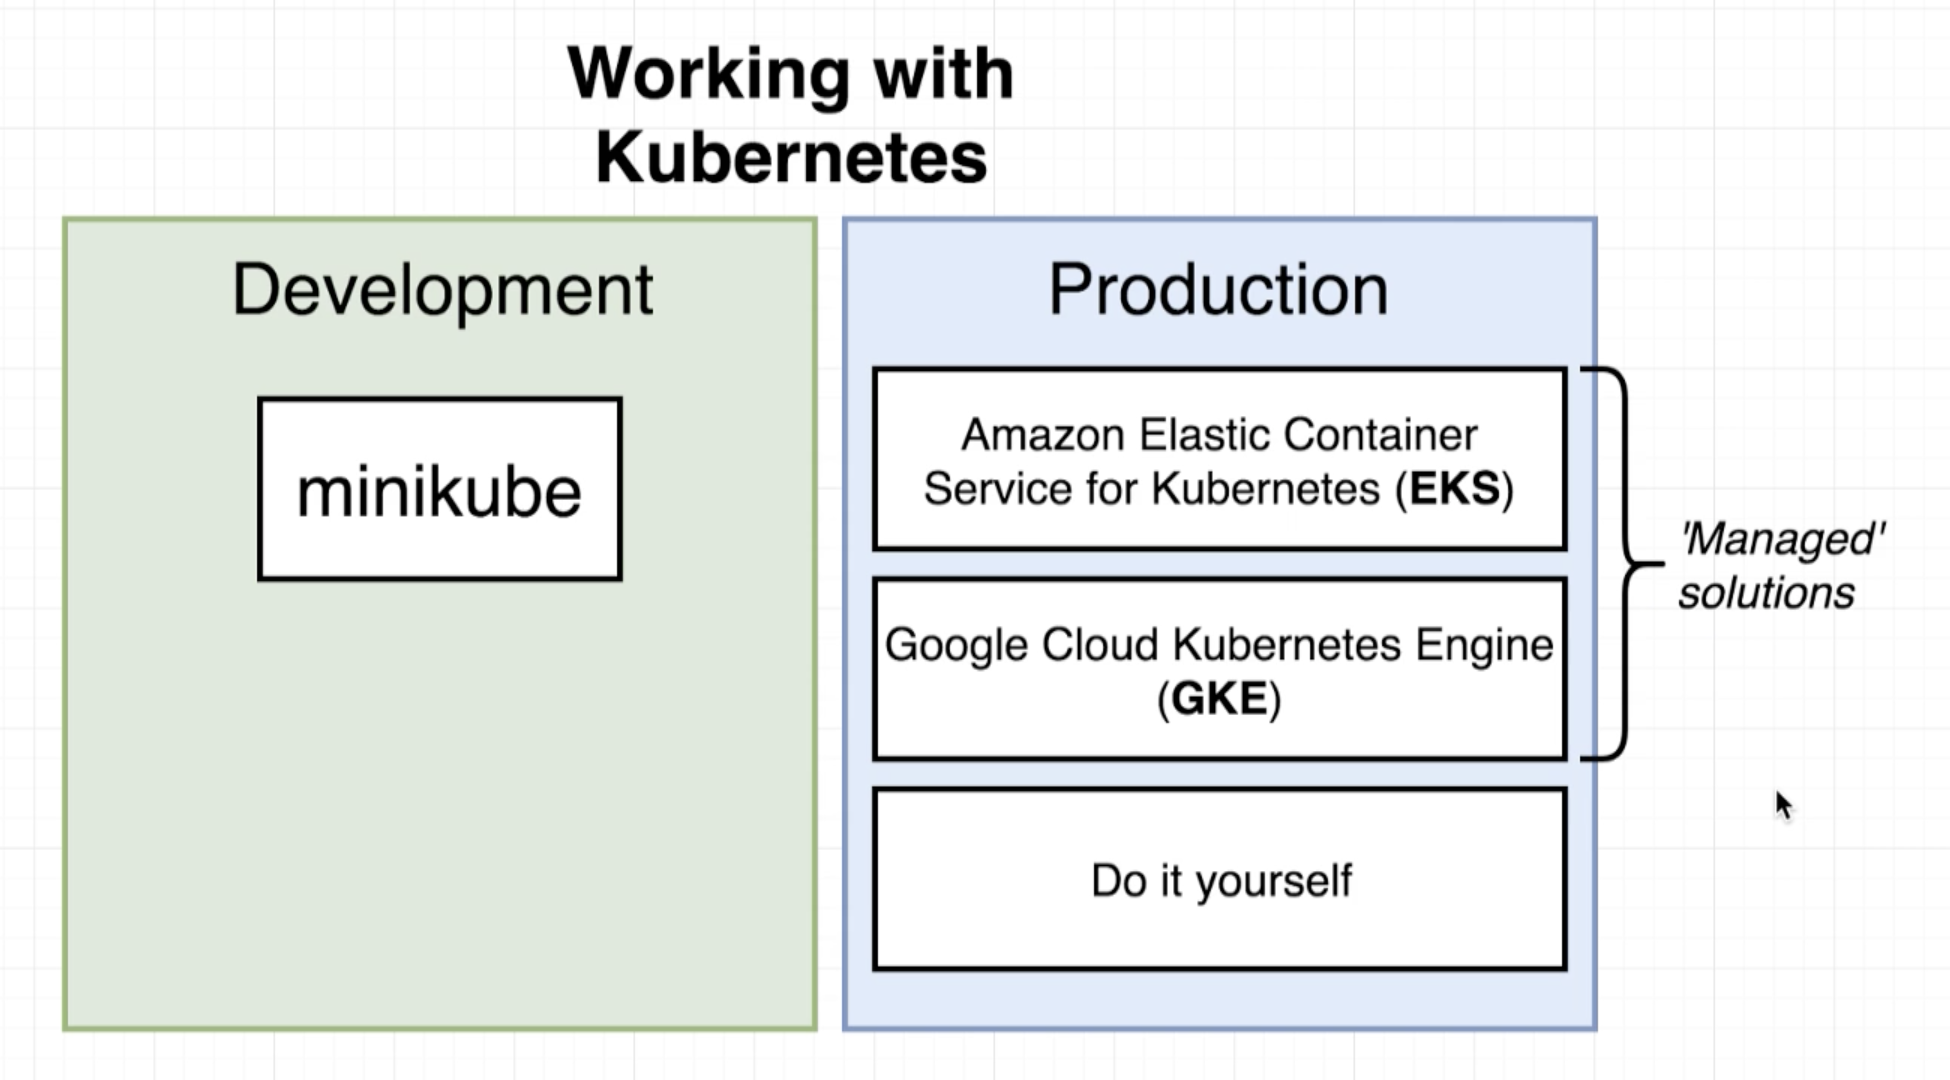 Working with
Kubernetes
Development
minikube
Production
Amazon Elastic Container
Service for Kubernetes (EKS)
Google Cloud Kubernetes Engine
(GKE)
Do it yourself
'Managed'
solutions